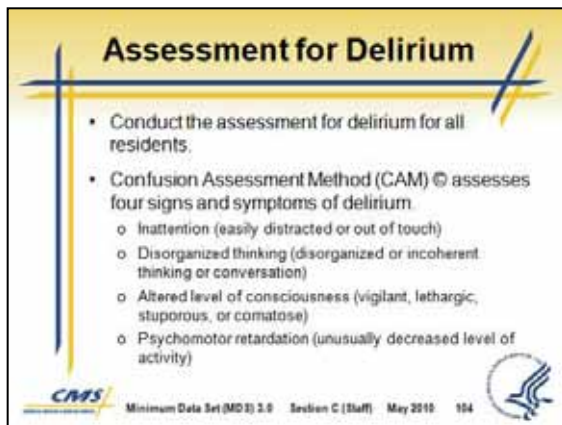 Assessment for Delirium
• Conduct the assessment for delirium for all
residents.
• Confusion Assessment Method (CAM) © assesses
four signs and symptoms of delirium.
o Inattention (easily distracted or out of touch)
o Disorganized thinking (disorganized or incoherent
thinking or conversation)
o Altered level of consciousness (vigilant, lethargic,
stuporous, or comatose)
o Psychomotor retardation (unusually decreased level of
activity)
CMS
Minimum Data Set (MDS) 3.0 Section C (Staff) May 2010 104